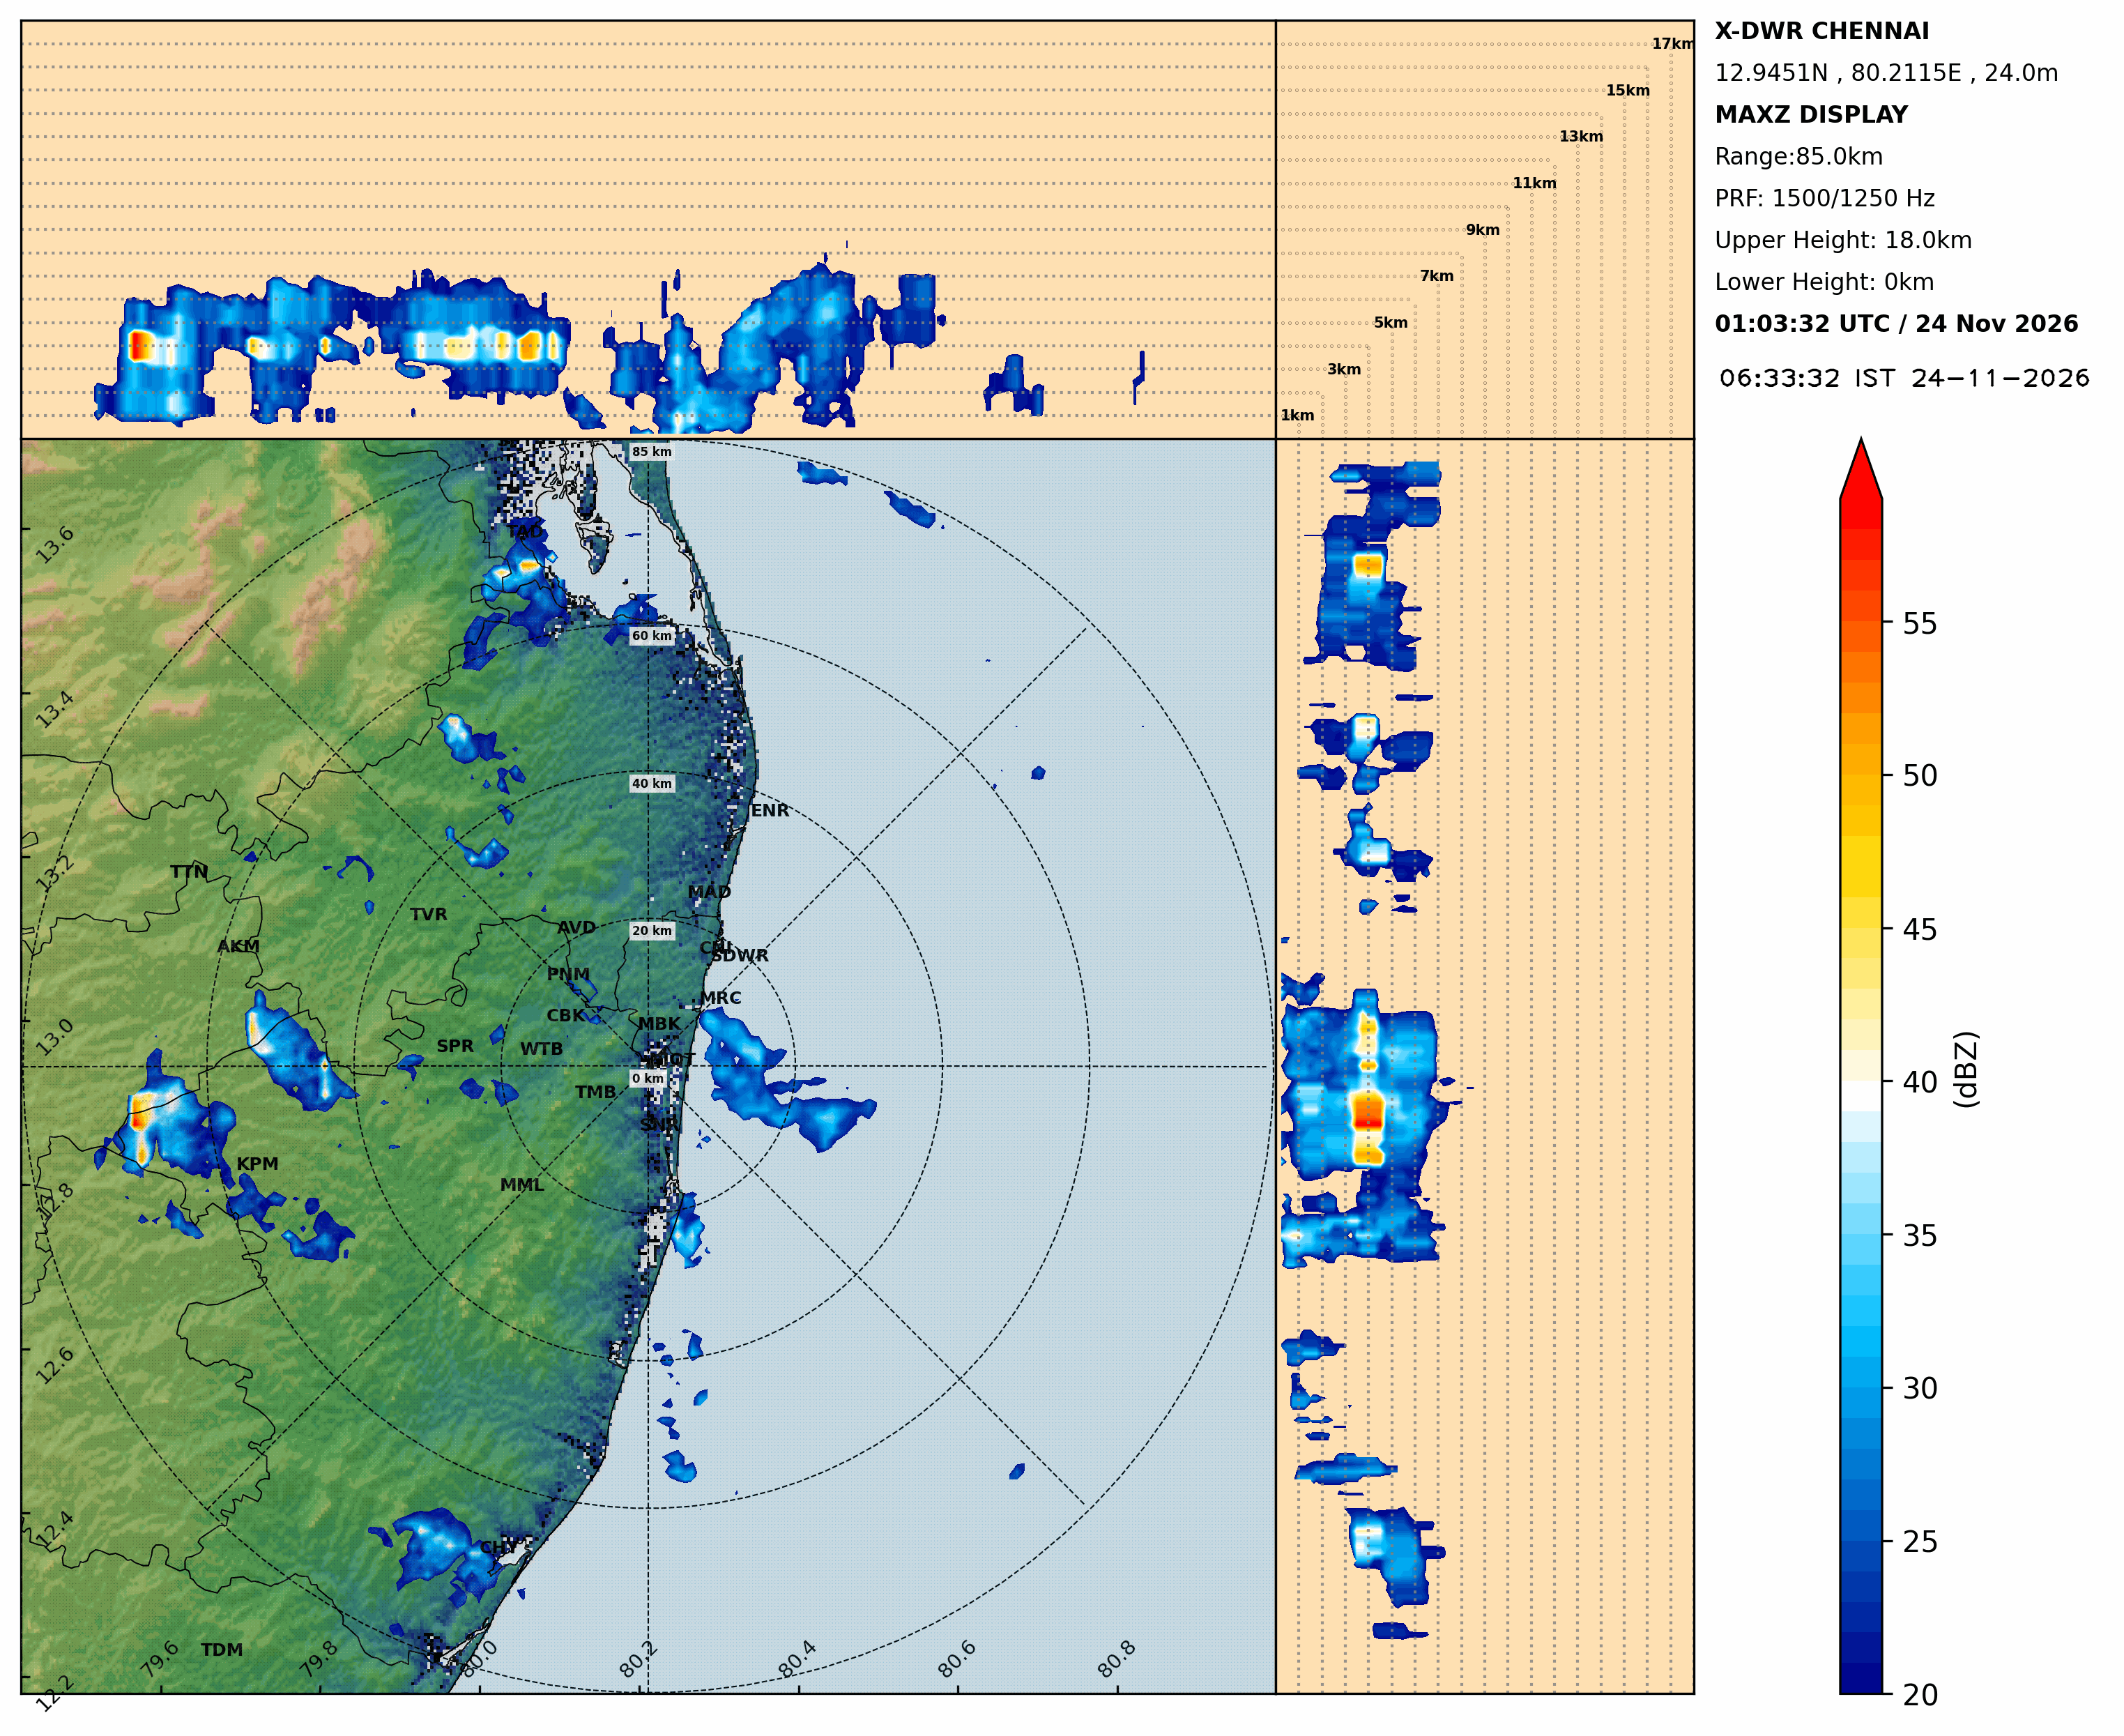 X-DWR CHENNAI
12.9451N , 80.2115E , 24.0m
MAXZ DISPLAY
Range:85.0km
PRF: 1500/1250 Hz
Upper Height: 18.0km
Lower Height: 0km
01:03:32 UTC / 24 Nov 2026
06:33:32 IST 24-11-2026
17km
15km
13km
11km
9km
7km
5km
3km
1km
85 km
TAD
13.6
60 km
13.4
40 km
ENR
13.2
TTN
MAD
TVR
AVD
20 km
AKM
CNI
SDWR
PNM
MRC
CBK
MBK
13.0
SPR
WTB
0 km
TMB
SNR
KPM
MML
12.8
12.6
12.4
CHY
TDM
12.2
79.6
79.8
80.0
80.2
80.4
80.6
80.8
55
50
45
40
35
30
25
20
(dBZ)